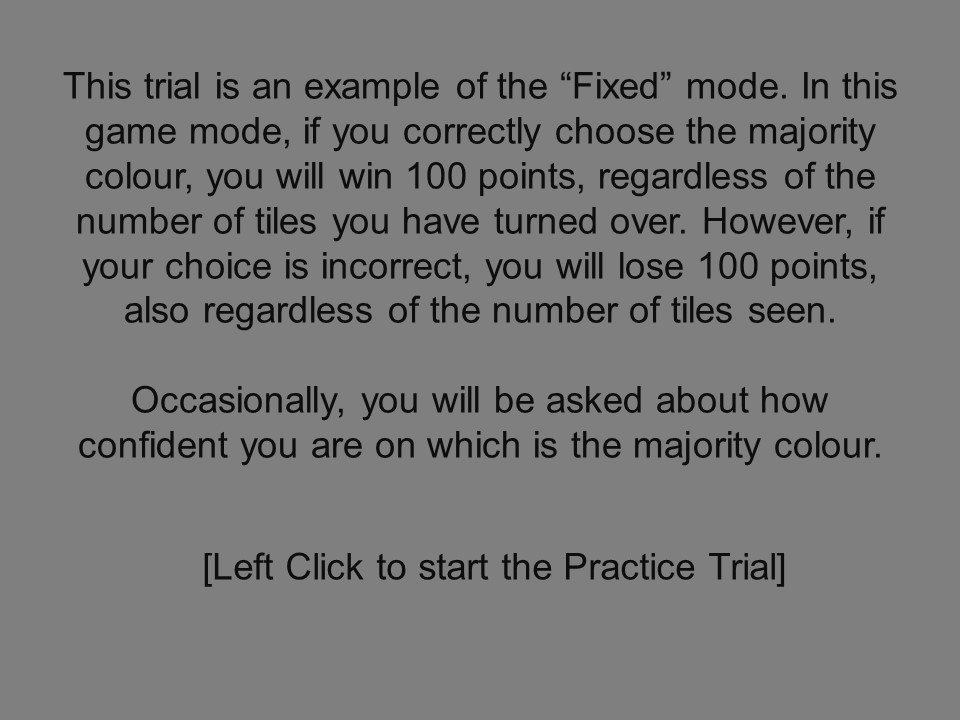 This trial is an example of the “Fixed” mode. In this
game mode, if you correctly choose the majority
colour, you will win 100 points, regardless of the
number of tiles you have turned over. However, if
your choice is incorrect, you will lose 100 points,
also regardless of the number of tiles seen.
Occasionally, you will be asked about how
confident you are on which is the majority colour.
[Left Click to start the Practice Trial]